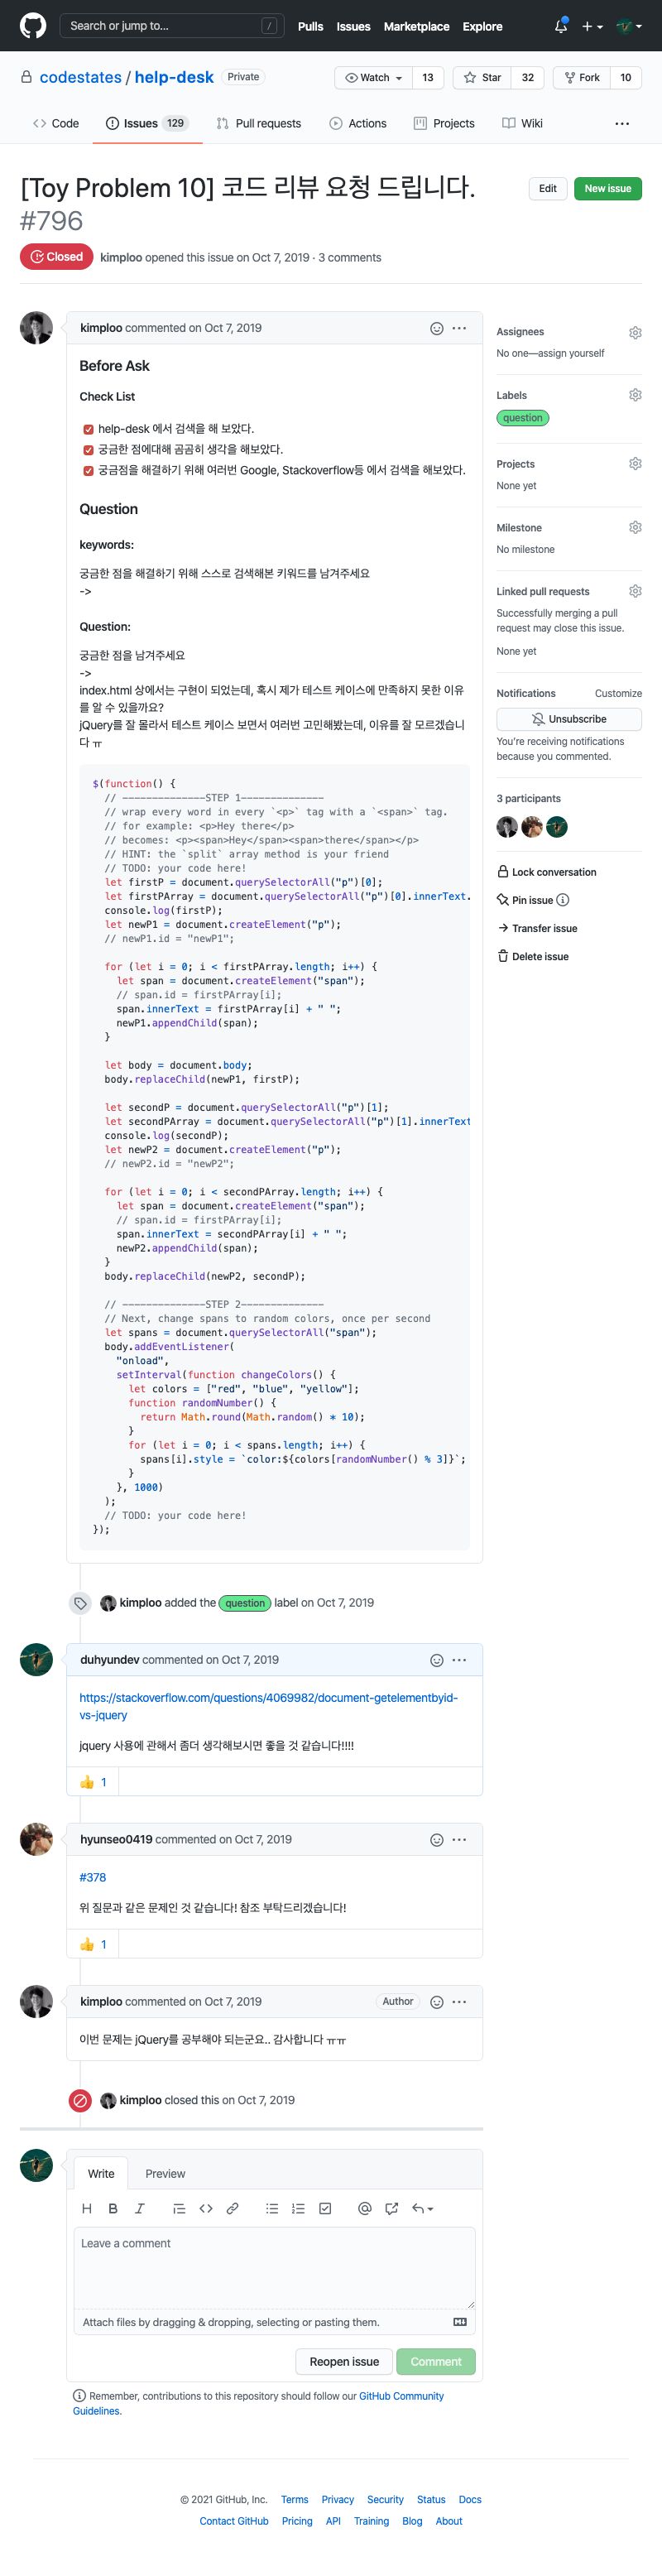 Search or jump to...
/
Pulls Issues Marketplace Explore
codestates / help-desk Private
Watch 13 Star 32 Fork 10
Code Issues 129 Pull requests Actions Projects Wiki
[Toy Problem 10] 코드 리뷰 요청 드립니다.
#796
Edit New issue
Closed kimploo opened this issue on Oct 7, 2019 · 3 comments
kimploo commented on Oct 7, 2019
Before Ask
Check List
help-desk 에서 검색을 해 보았다.
궁금한 점에대해 곰곰히 생각을 해보았다.
궁금점을 해결하기 위해 여러번 Google, Stackoverflow등 에서 검색을 해보았다.
Question
keywords:
궁금한 점을 해결하기 위해 스스로 검색해본 키워드를 남겨주세요
->
Question:
궁금한 점을 남겨주세요
->
index.html 상에서는 구현이 되었는데, 혹시 제가 테스트 케이스에 만족하지 못한 이유
를 알 수 있을까요?
jQuery를 잘 몰라서 테스트 케이스 보면서 여러번 고민해봤는데, 이유를 잘 모르겠습니
다 ㅠ
$(function() {
// --------------STEP 1--------------
// wrap every word in every `<p>` tag with a `<span>` tag.
// for example: <p>Hey there</p>
// becomes: <p><span>Hey</span><span>there</span></p>
// HINT: the `split` array method is your friend
// TODO: your code here!
let firstP = document.querySelectorAll("p")[0];
let firstPArray = document.querySelectorAll("p")[0].innerText.
console.log(firstP);
let newP1 = document.createElement("p");
// newP1.id = "newP1";
for (let i = 0; i < firstPArray.length; i++) {
let span = document.createElement("span");
// span.id = firstPArray[i];
span.innerText = firstPArray[i] + " ";
newP1.appendChild(span);
}
let body = document.body;
body.replaceChild(newP1, firstP);
let secondP = document.querySelectorAll("p")[1];
let secondPArray = document.querySelectorAll("p")[1].innerText
console.log(secondP);
let newP2 = document.createElement("p");
// newP2.id = "newP2";
for (let i = 0; i < secondPArray.length; i++) {
let span = document.createElement("span");
// span.id = firstPArray[i];
span.innerText = secondPArray[i] + " ";
newP2.appendChild(span);
}
body.replaceChild(newP2, secondP);
// --------------STEP 2--------------
// Next, change spans to random colors, once per second
let spans = document.querySelectorAll("span");
body.addEventListener(
"onload",
setInterval(function changeColors() {
let colors = ["red", "blue", "yellow"];
function randomNumber() {
return Math.round(Math.random() * 10);
}
for (let i = 0; i < spans.length; i++) {
spans[i].style = `color:${colors[randomNumber() % 3]}`;
}
}, 1000)
);
// TODO: your code here!
});
kimploo added the question label on Oct 7, 2019
duhyundev commented on Oct 7, 2019
https://stackoverflow.com/questions/4069982/document-getelementbyid-
vs-jquery
jquery 사용에 관해서 좀더 생각해보시면 좋을 것 같습니다!!!!
1
hyunseo0419 commented on Oct 7, 2019
#378
위 질문과 같은 문제인 것 같습니다! 참조 부탁드리겠습니다!
1
kimploo commented on Oct 7, 2019 Author
이번 문제는 jQuery를 공부해야 되는군요.. 감사합니다 ㅠㅠ
kimploo closed this on Oct 7, 2019
Write Preview
Leave a comment
Attach files by dragging & dropping, selecting or pasting them.
Reopen issue Comment
Remember, contributions to this repository should follow our GitHub Community
Guidelines.
Assignees
No one—assign yourself
Labels
question
Projects
None yet
Milestone
No milestone
Linked pull requests
Successfully merging a pull
request may close this issue.
None yet
Notifications Customize
Unsubscribe
You're receiving notifications
because you commented.
3 participants
Lock conversation
Pin issue
Transfer issue
Delete issue
© 2021 GitHub, Inc. Terms Privacy Security Status Docs
Contact GitHub Pricing API Training Blog About